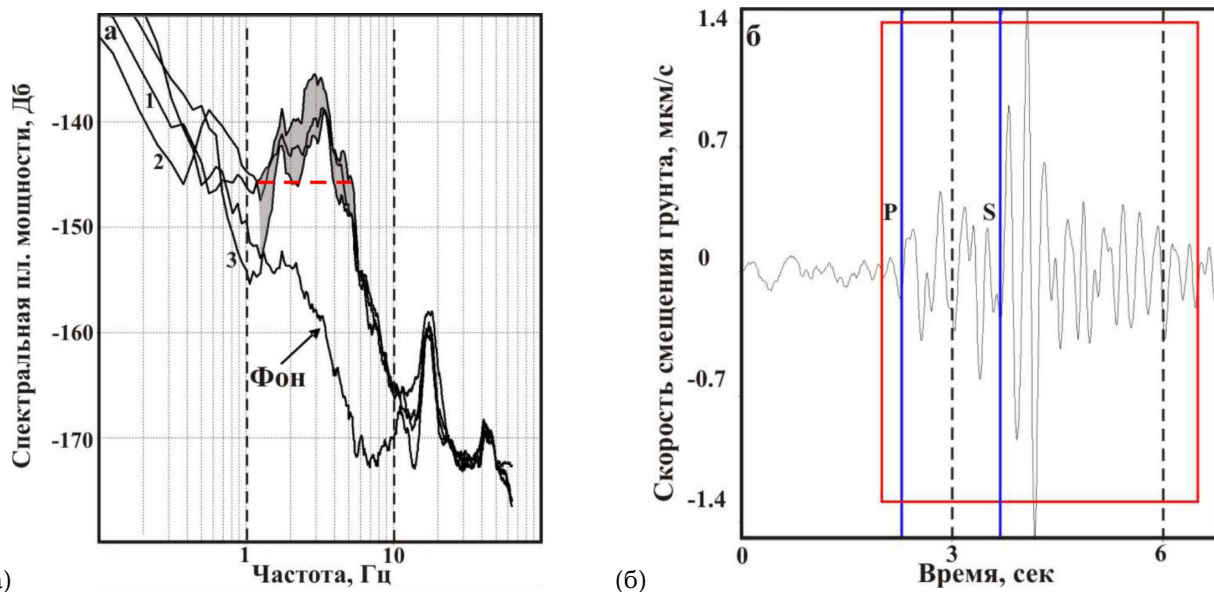 а
Спектральная пл. мощности, Дб
-140
-150
-160
-170
1
2
3
Фон
1
10
Частота, Гц
б
Скорость смещения грунта, мкм/с
1.4
0.7
0
-0.7
-1.4
P
S
0
3
6
Время, сек
)
(б)